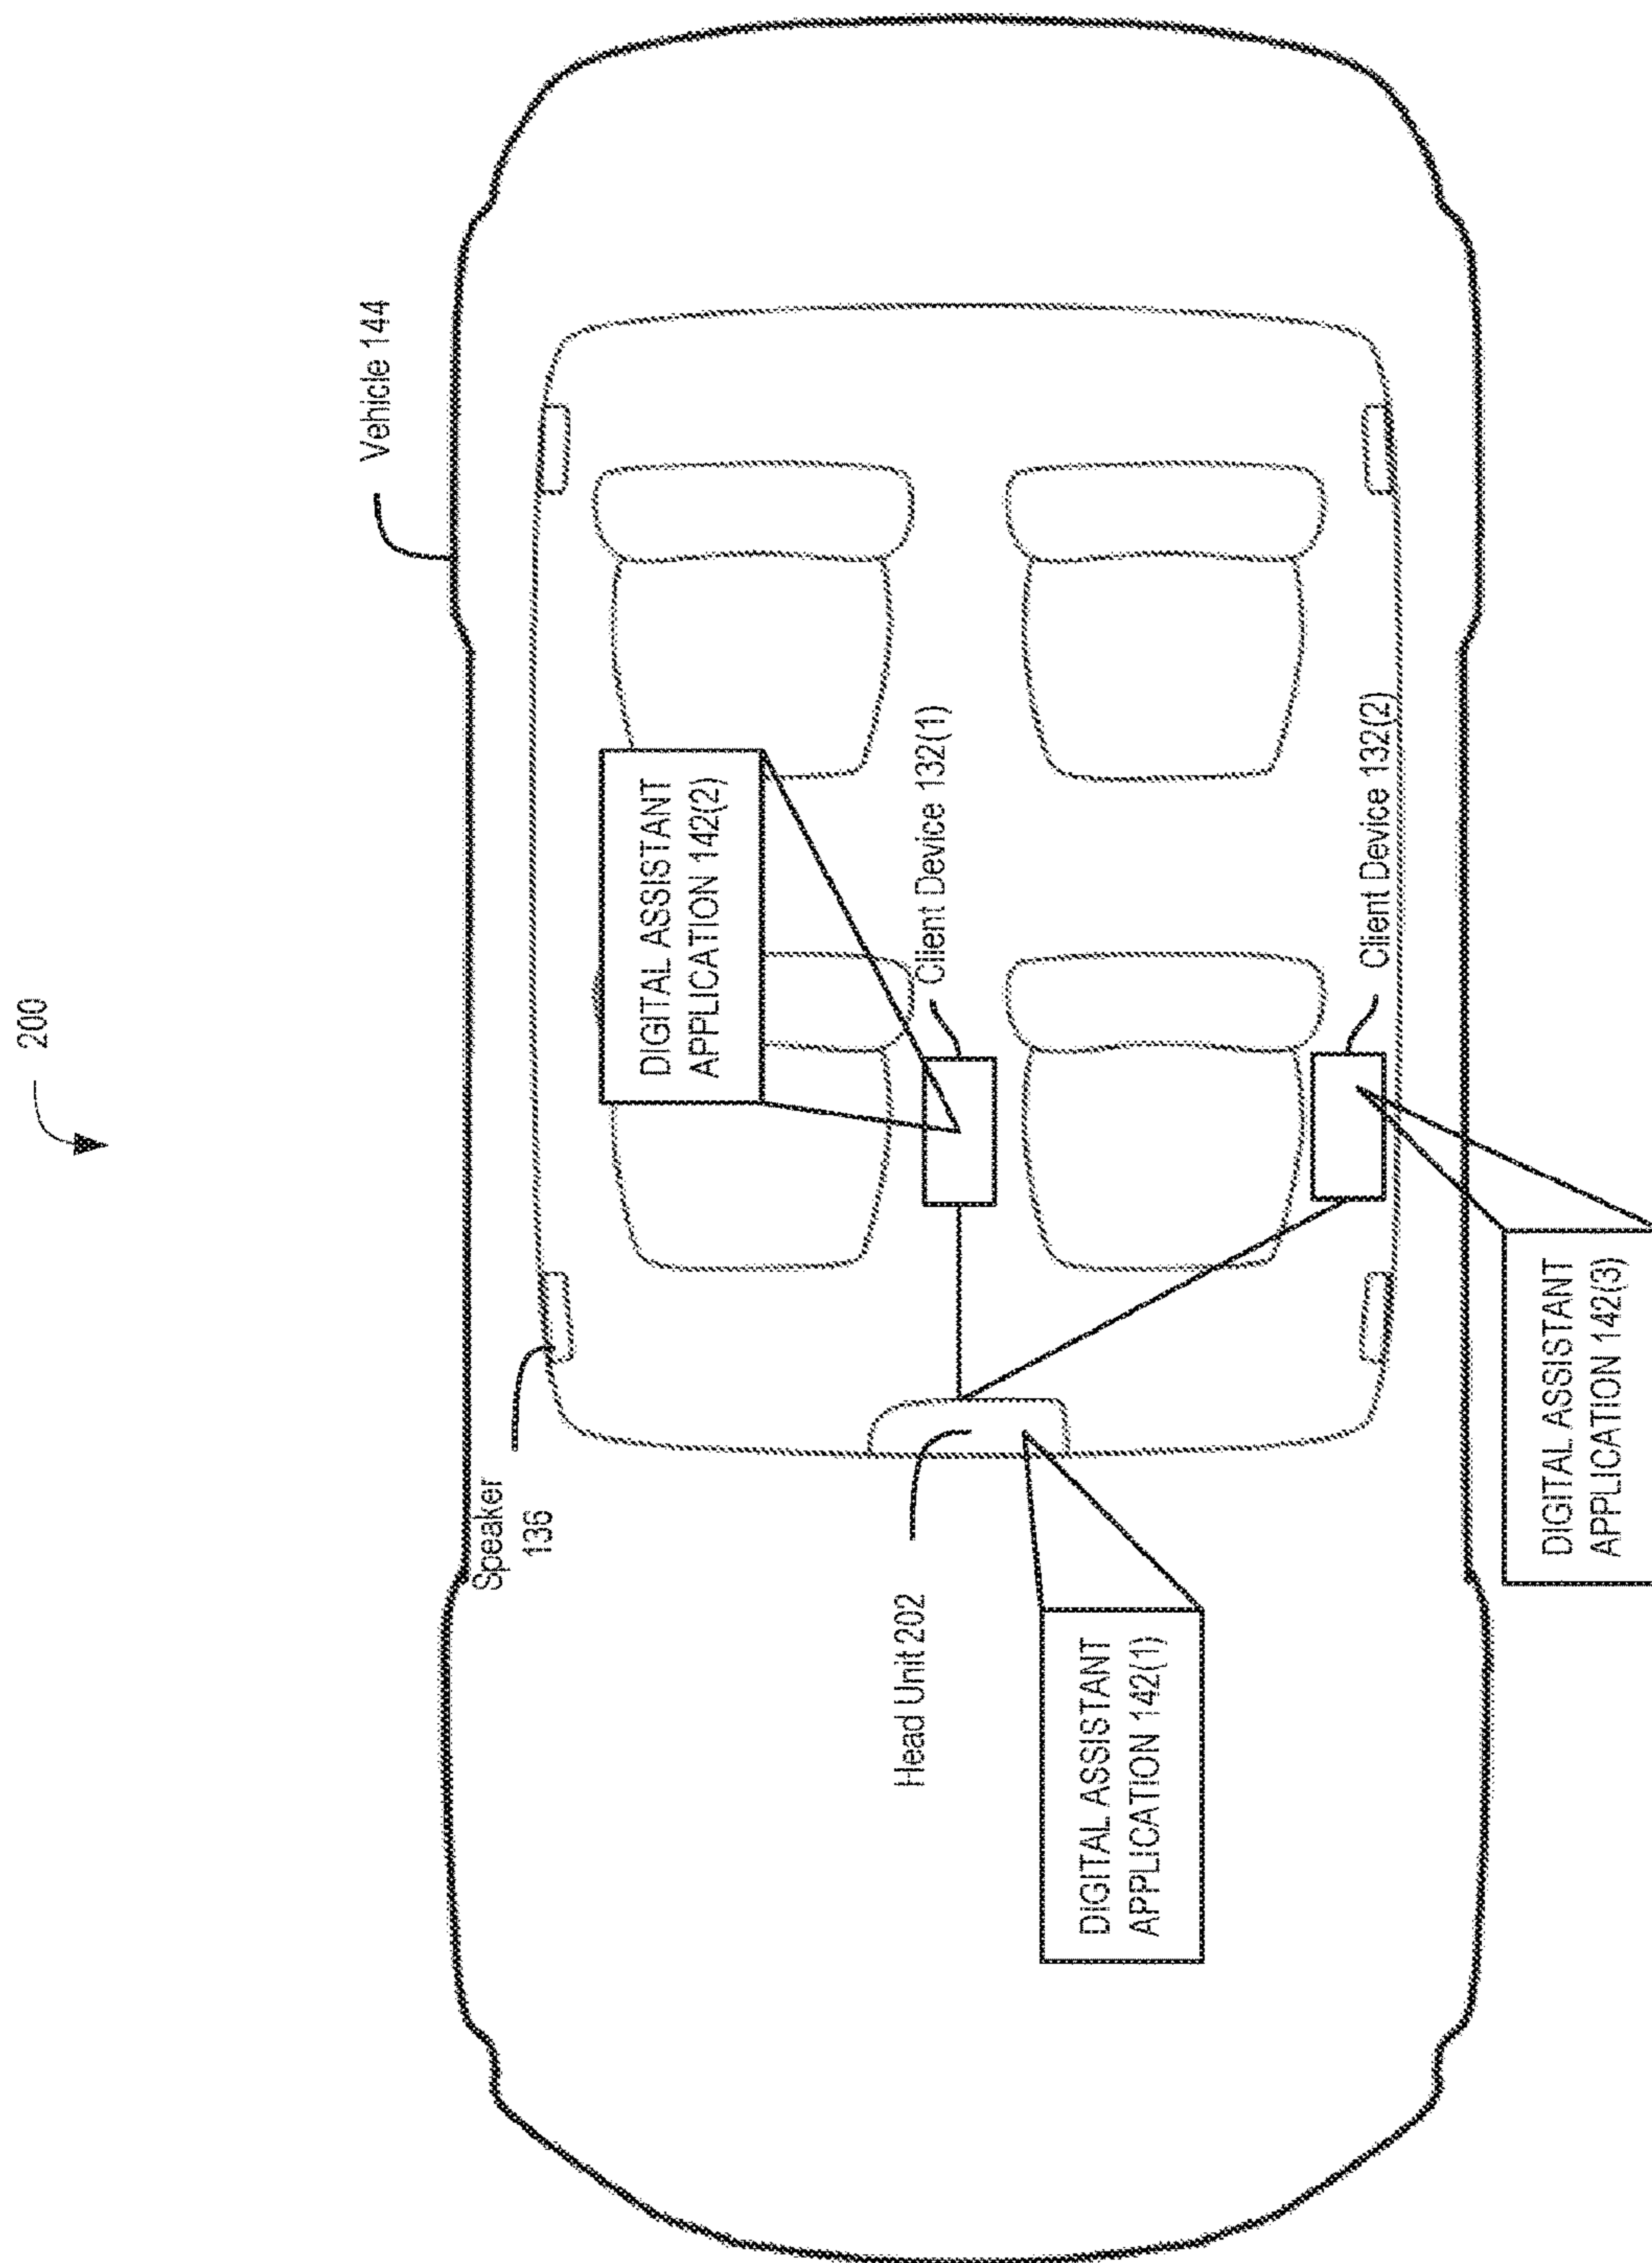 200
Vehicle 144
Speaker
136
DIGITAL ASSISTANT
APPLICATION 142(2)
Client Device 132(1)
Head Unit 202
DIGITAL ASSISTANT
APPLICATION 142(1)
Client Device 132(2)
DIGITAL ASSISTANT
APPLICATION 142(3)